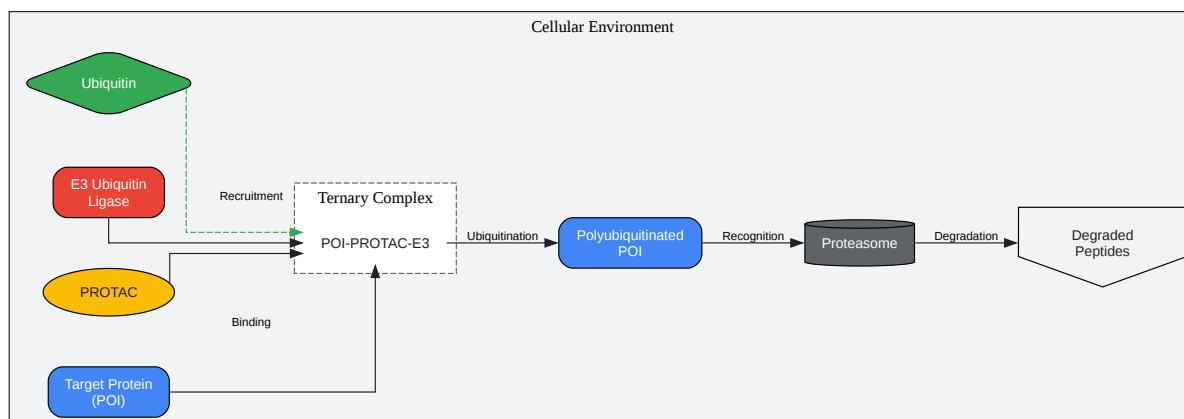 Cellular Environment
Ubiquitin
E3 Ubiquitin
Ligase
Recruitment
Ternary Complex
POI-PROTAC-E3
Ubiquitination
Polyubiquitinated
POI
Recognition
Proteasome
Degradation
Degraded
Peptides
PROTAC
Binding
Target Protein
(POI)